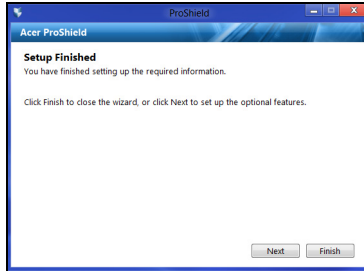 ProShield
Acer ProShield
Setup Finished
You have finished setting up the required information.
Click Finish to close the wizard, or click Next to set up the optional features.
Next Finish